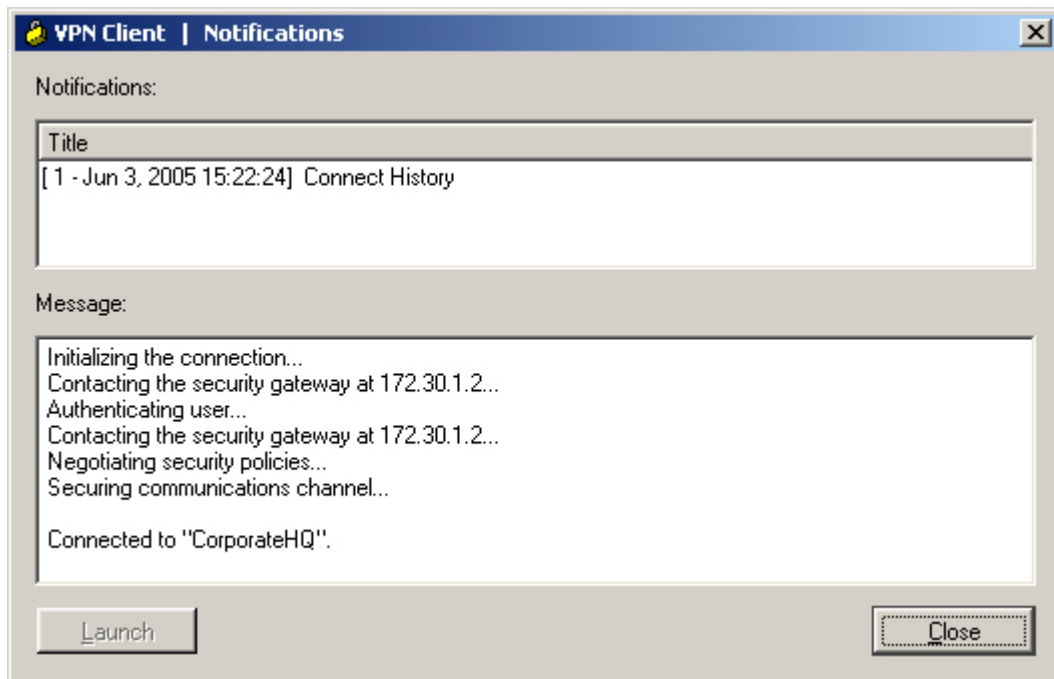 VPN Client | Notifications
Notifications:
Title
[ 1 - Jun 3, 2005 15:22:24] Connect History
Message:
Initializing the connection...
Contacting the security gateway at 172.30.1.2...
Authenticating user...
Contacting the security gateway at 172.30.1.2...
Negotiating security policies...
Securing communications channel...
Connected to "CorporateHQ".
Launch
Close